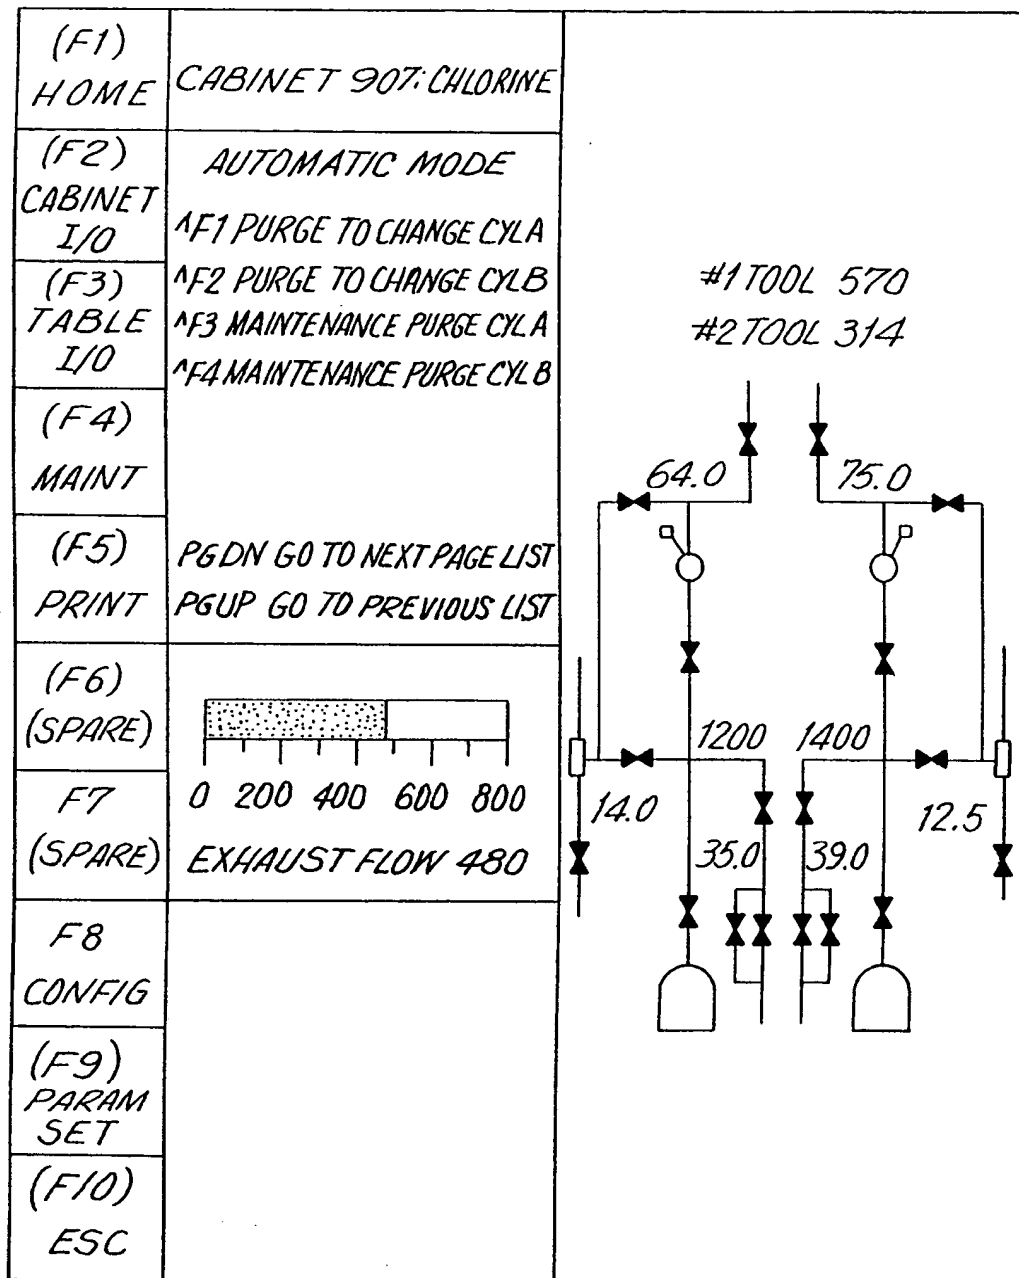 (F1)
HOME
(F2)
CABINET
I/O
(F3)
TABLE
I/O
(F4)
MAINT
(F5)
PRINT
(F6)
(SPARE)
F7
(SPARE)
F8
CONFIG
(F9)
PARAM
SET
(F10)
ESC
CABINET 907: CHLORINE
AUTOMATIC MODE
^F1 PURGE TO CHANGE CYL A
^F2 PURGE TO CHANGE CYL B
^F3 MAINTENANCE PURGE CYL A
^F4 MAINTENANCE PURGE CYL B
PGDN GO TO NEXT PAGE LIST
PGUP GO TO PREVIOUS LIST
0 200 400 600 800
EXHAUST FLOW 480
#1 TOOL 570
#2 TOOL 314
64.0 75.0
1200 1400
14.0 12.5
35.0 39.0